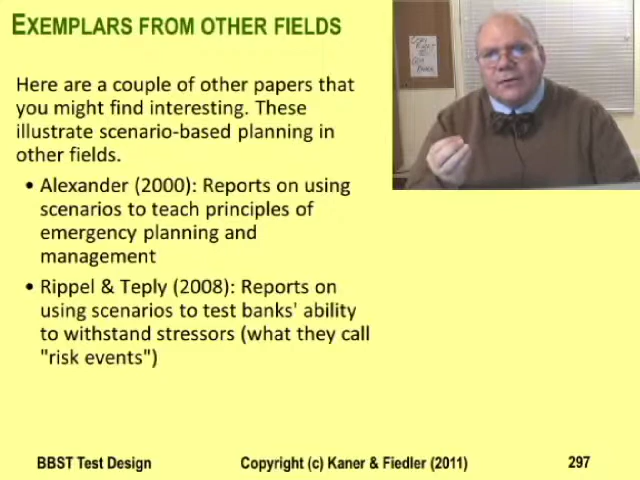 EXEMPLARS FROM OTHER FIELDS
Here are a couple of other papers that
you might find interesting. These
illustrate scenario-based planning in
other fields.
• Alexander (2000): Reports on using
scenarios to teach principles of
emergency planning and
management
• Rippel & Teply (2008): Reports on
using scenarios to test banks' ability
to withstand stressors (what they call
"risk events")
BBST Test Design
Copyright (c) Kaner & Fiedler (2011)
297